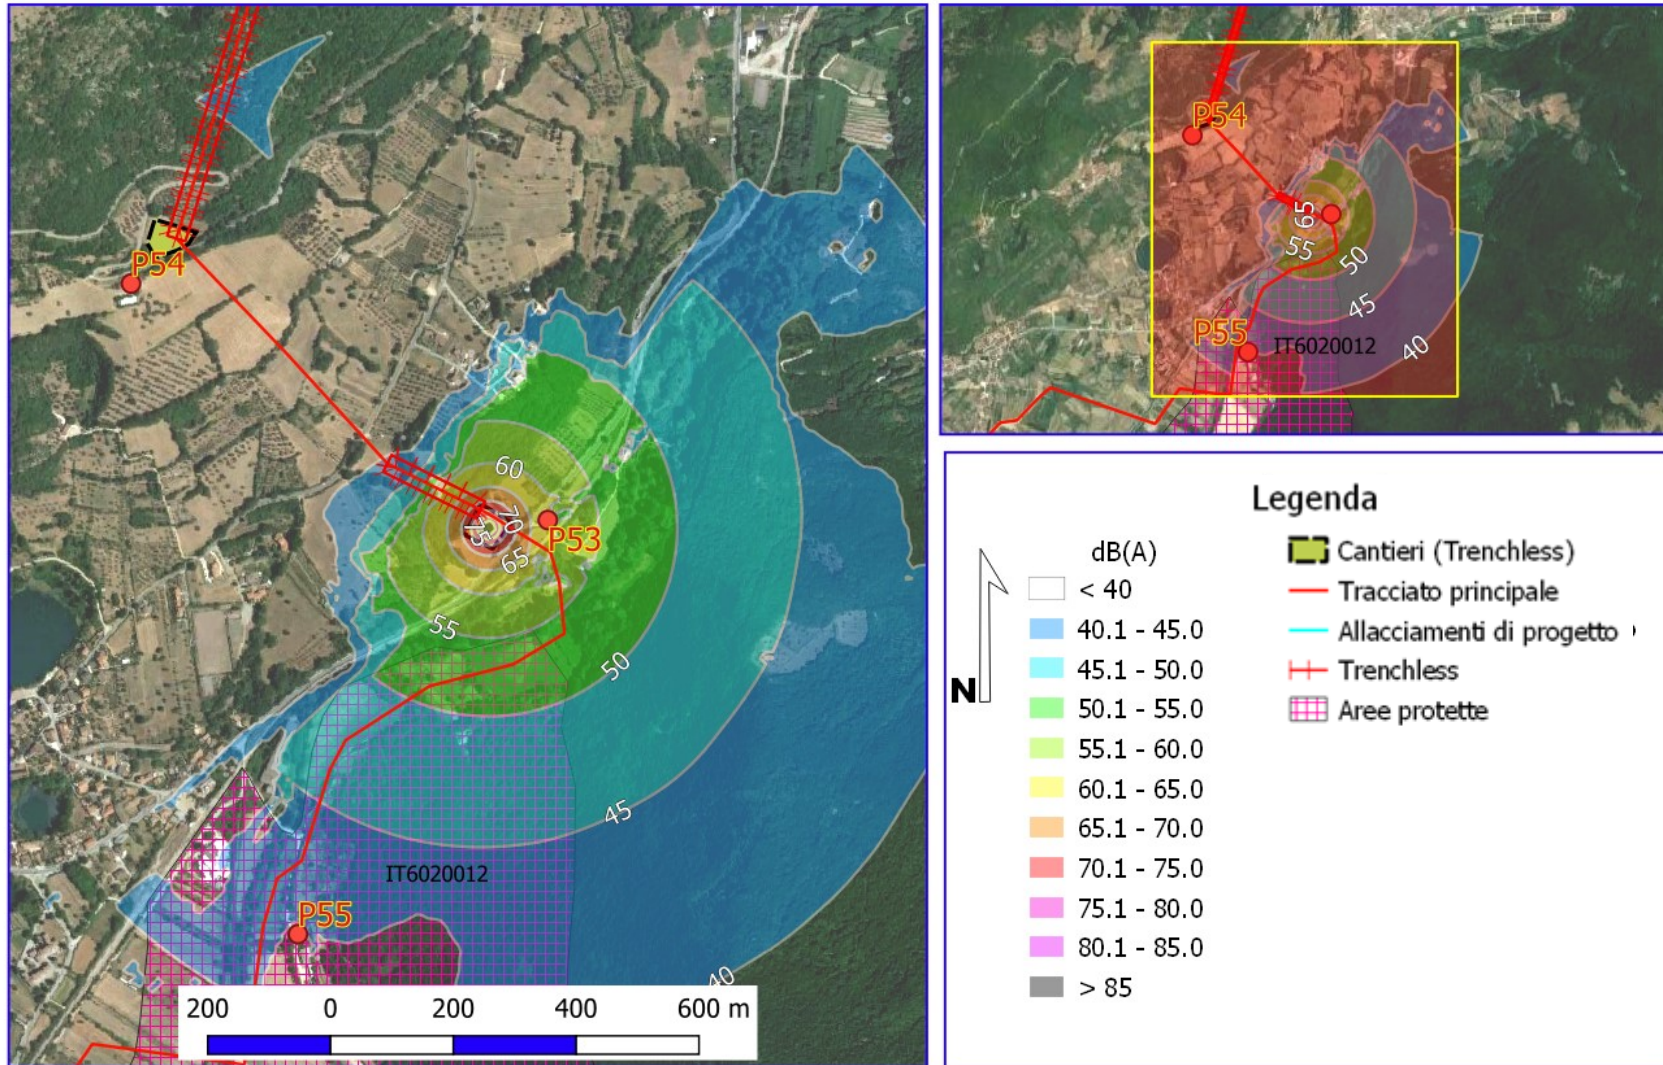 P54
60
70
75
P53
65
55
50
45
IT6020012
P55
40
200 0 200 400 600 m
P54
65
55
50
45
P55
IT6020012
40
Legenda
dB(A)
< 40
40.1 - 45.0
45.1 - 50.0
50.1 - 55.0
55.1 - 60.0
60.1 - 65.0
65.1 - 70.0
70.1 - 75.0
75.1 - 80.0
80.1 - 85.0
> 85
N
Cantieri (Trenchless)
Tracciato principale
Allacciamenti di progetto
Trenchless
Aree protette